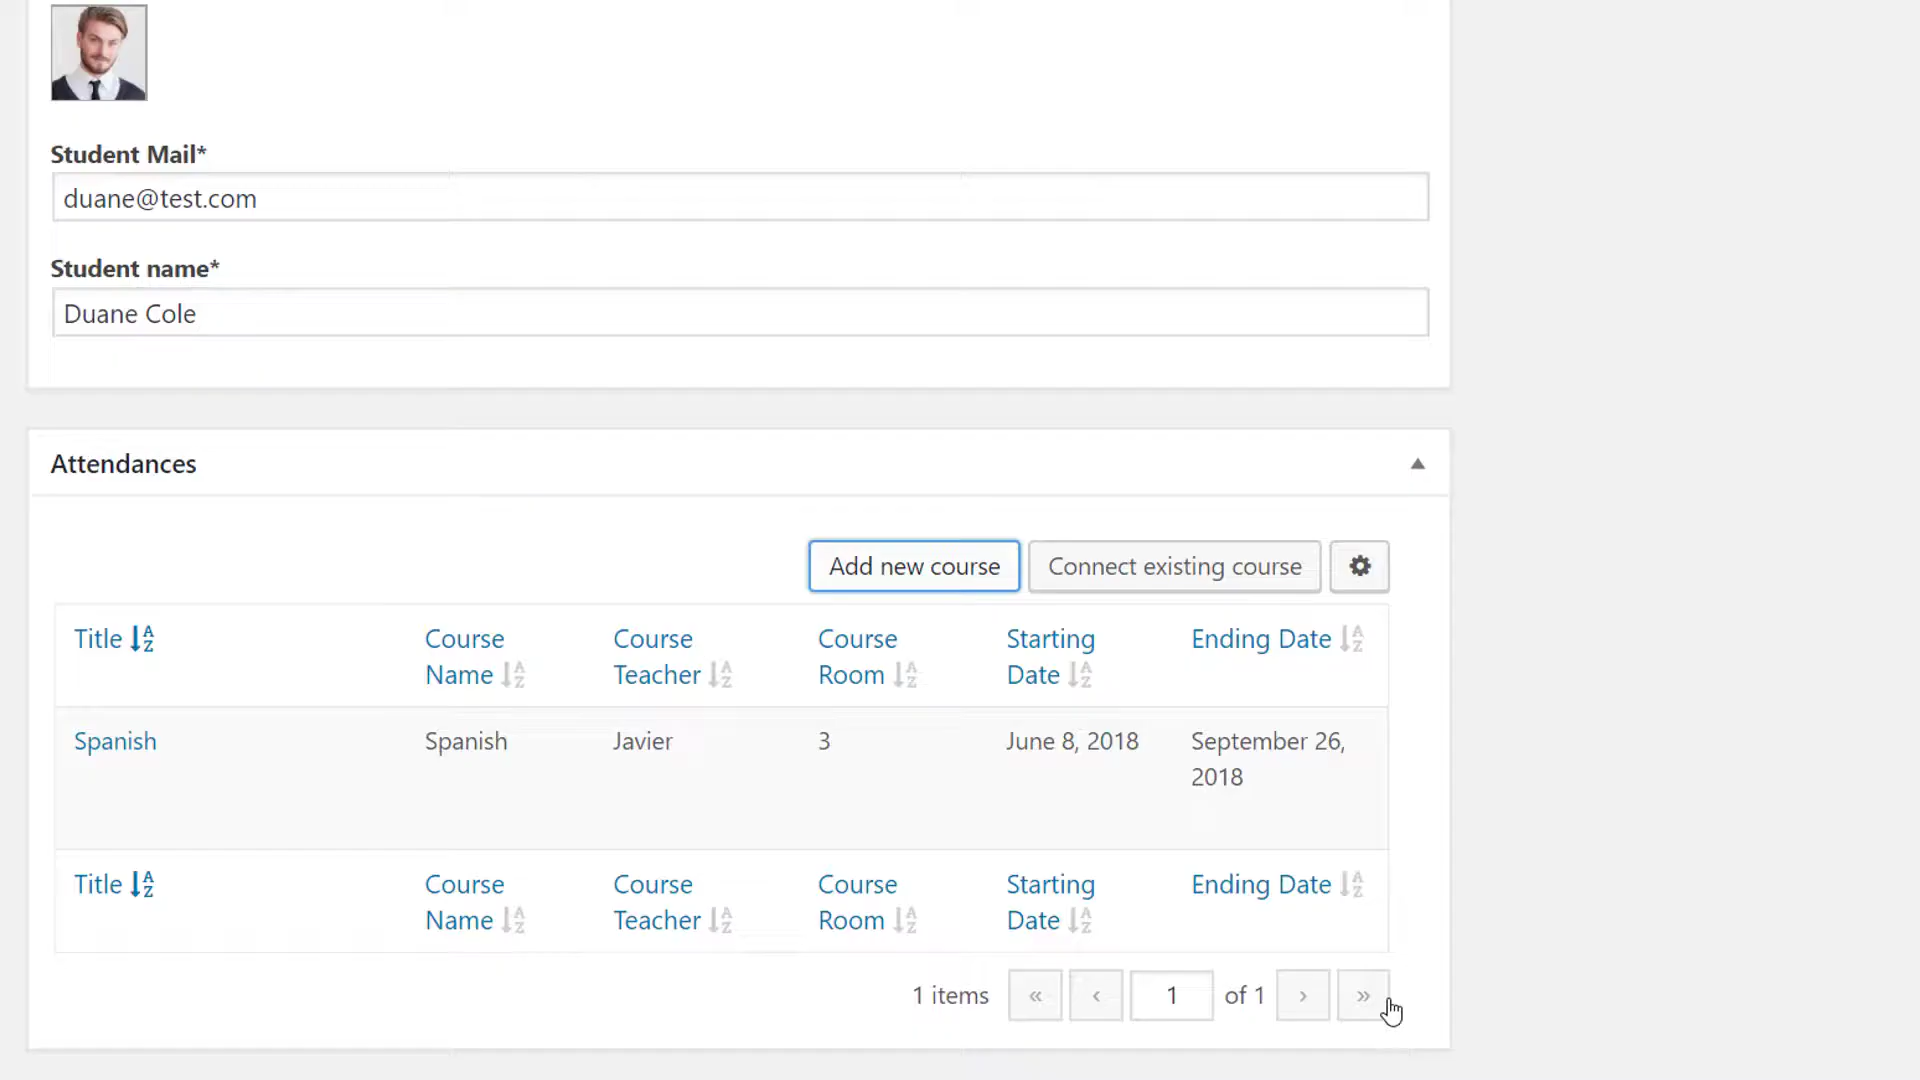 Student Mail*
duane@test.com
Student name*
Duane Cole
Attendances
Add new course Connect existing course
Title Course Name Course Teacher Course Room Starting Date Ending Date
Spanish Spanish Javier 3 June 8, 2018 September 26, 2018
Title Course Name Course Teacher Course Room Starting Date Ending Date
1 items « ‹ 1 of 1 › »